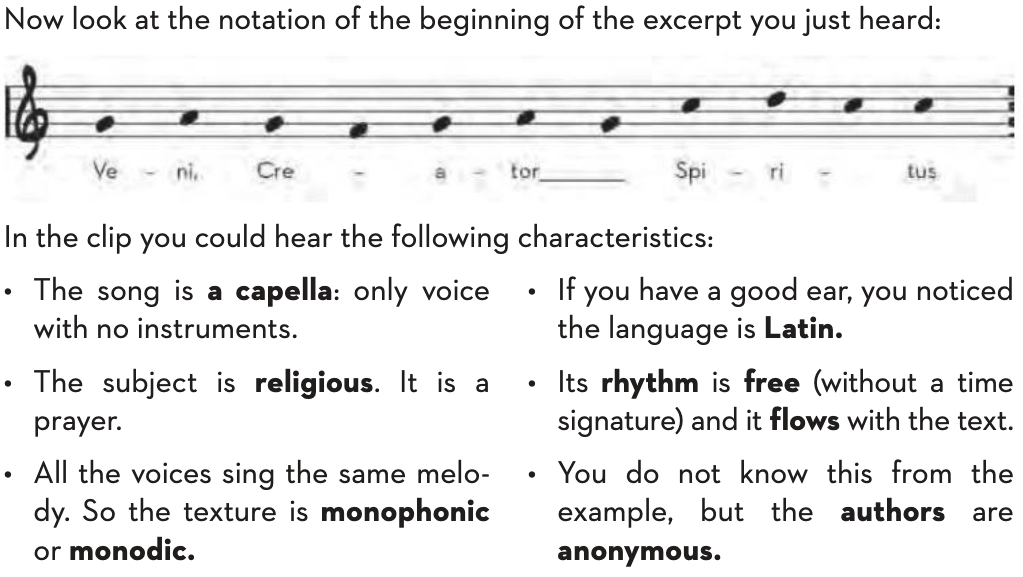 Now look at the notation of the beginning of the excerpt you just heard:
Ve - ni, Cre - a - tor______ Spi - ri - tus
In the clip you could hear the following characteristics:
• The song is a capella: only voice
with no instruments.
• The subject is religious. It is a
prayer.
• All the voices sing the same melo-
dy. So the texture is monophonic
or monodic.
• If you have a good ear, you noticed
the language is Latin.
• Its rhythm is free (without a time
signature) and it flows with the text.
• You do not know this from the
example, but the authors are
anonymous.